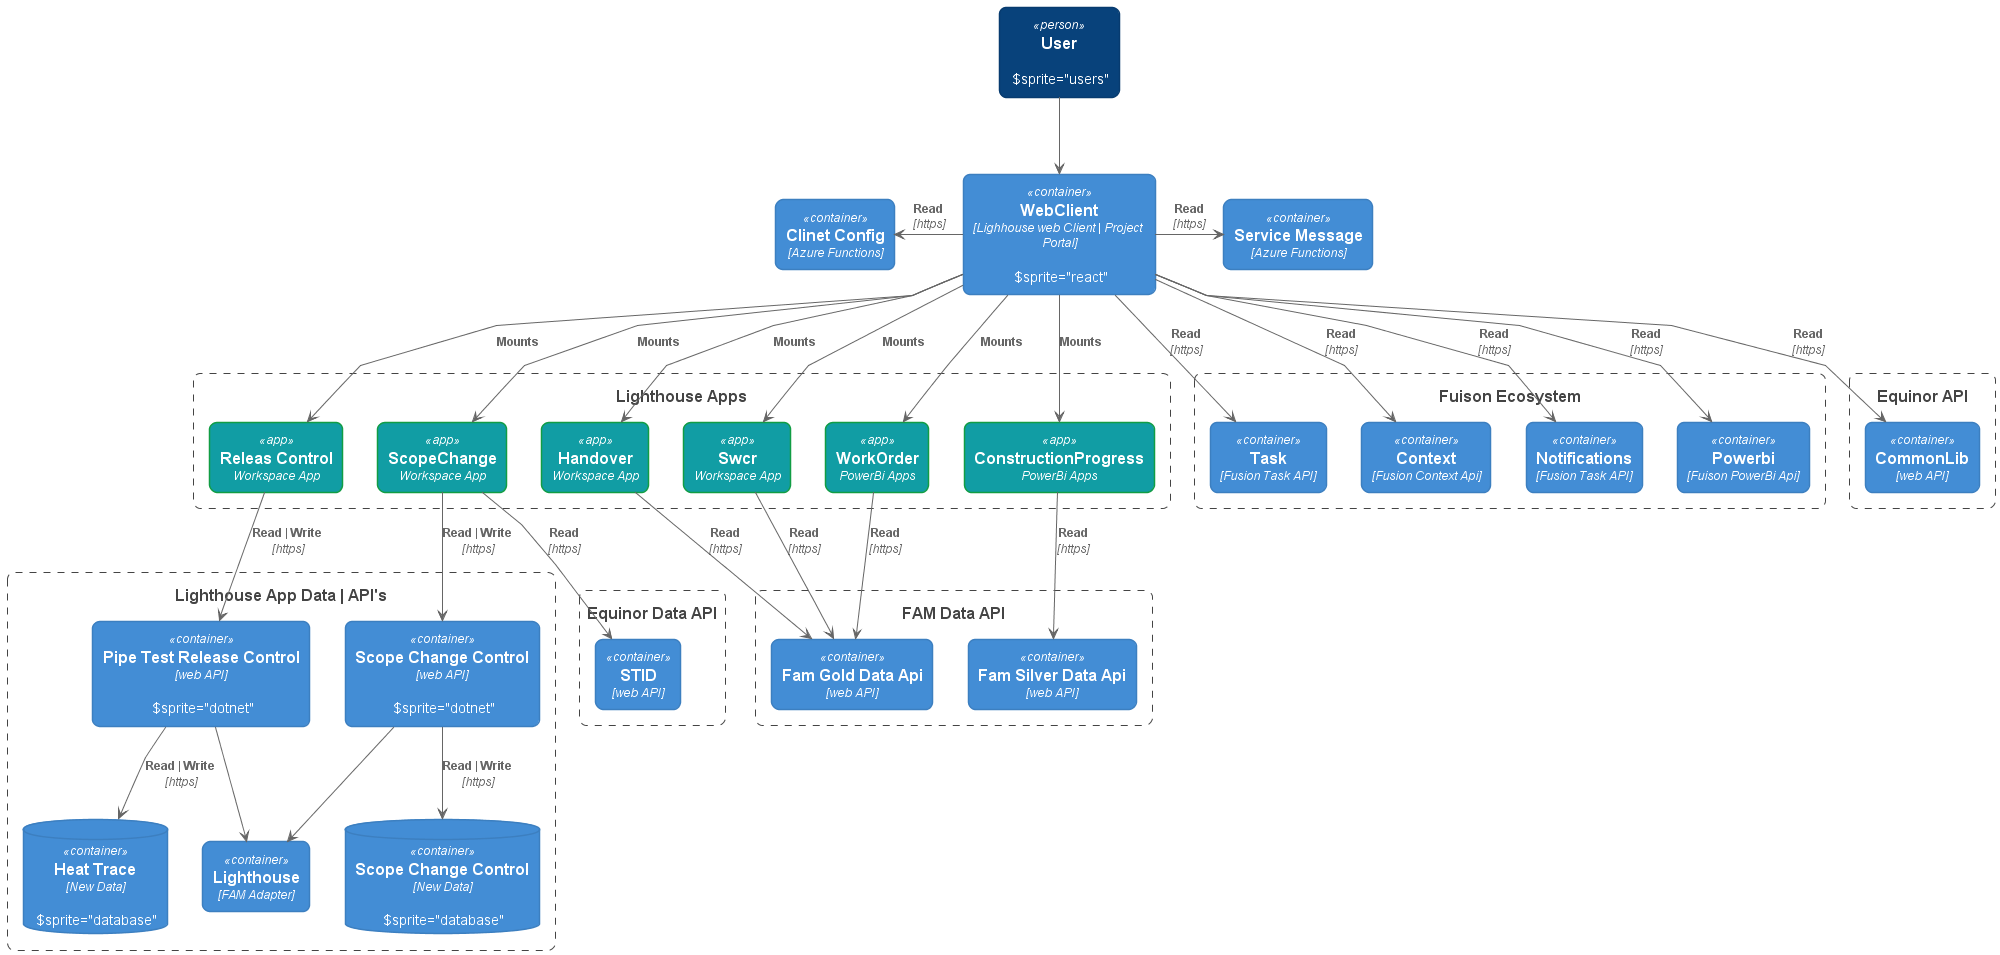 «person»
User
$sprite="users"
«container»
Clinet Config
[Azure Functions]
Read
[https]
«container»
WebClient
[Lighhouse web Client | Project
Portal]
$sprite="react"
Read
[https]
«container»
Service Message
[Azure Functions]
Mounts
Mounts
Mounts
Mounts
Mounts
Mounts
Read
[https]
Read
[https]
Read
[https]
Read
[https]
Read
[https]
Lighthouse Apps
«app»
Releas Control
Workspace App
«app»
ScopeChange
Workspace App
«app»
Handover
Workspace App
«app»
Swcr
Workspace App
«app»
WorkOrder
PowerBi Apps
«app»
ConstructionProgress
PowerBi Apps
Fuison Ecosystem
«container»
Task
[Fusion Task API]
«container»
Context
[Fusion Context Api]
«container»
Notifications
[Fusion Task API]
«container»
Powerbi
[Fuison PowerBi Api]
Equinor API
«container»
CommonLib
[web API]
Read | Write
[https]
Read | Write
[https]
Read
[https]
Read
[https]
Read
[https]
Read
[https]
Read
[https]
Lighthouse App Data | API's
«container»
Pipe Test Release Control
[web API]
$sprite="dotnet"
«container»
Scope Change Control
[web API]
$sprite="dotnet"
Equinor Data API
«container»
STID
[web API]
FAM Data API
«container»
Fam Gold Data Api
[web API]
«container»
Fam Silver Data Api
[web API]
Read | Write
[https]
Read | Write
[https]
«container»
Heat Trace
[New Data]
$sprite="database"
«container»
Lighthouse
[FAM Adapter]
«container»
Scope Change Control
[New Data]
$sprite="database"